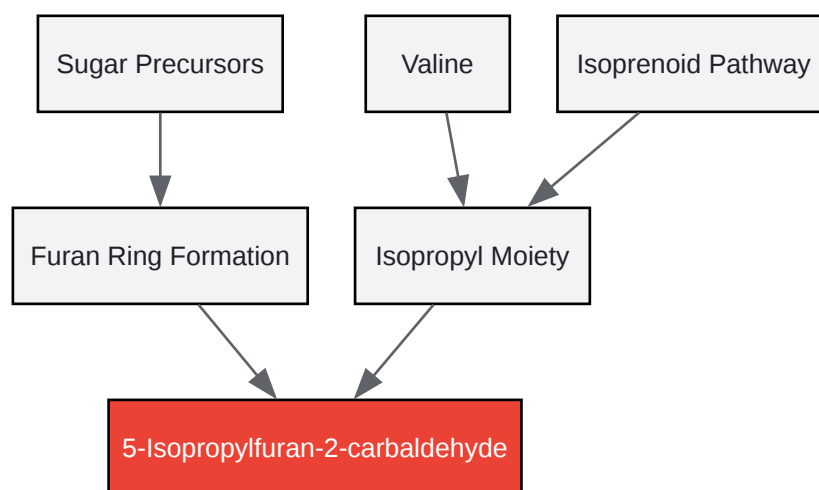 Sugar Precursors
Valine
Isoprenoid Pathway
Furan Ring Formation
Isopropyl Moiety
5-Isopropylfuran-2-carbaldehyde